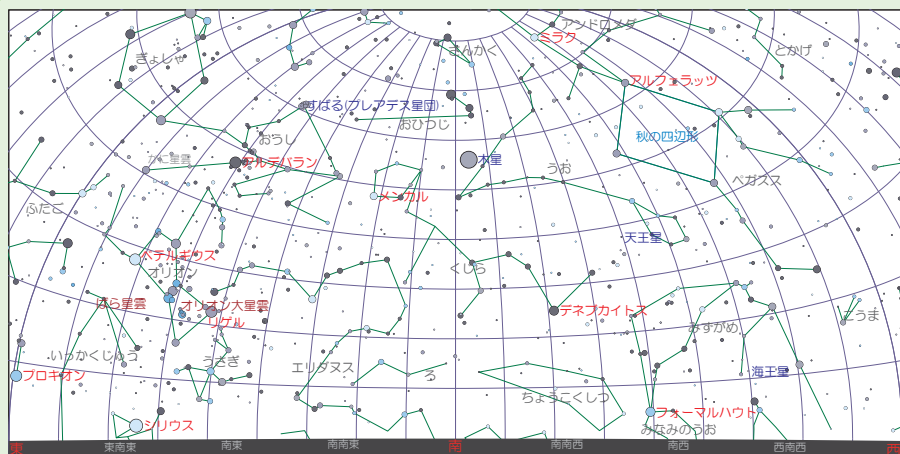 アンドロメダ
ミラク
さんかく
とかげ
ぎょしゃ
アルフェラッツ
すばる(プレアデス星団)
おひつじ
おうし
秋の四辺形
かに星雲
アルデバラン
木星
うお
ペガスス
メンカル
ふたご
天王星
ベテルギウス
オリオン
くじら
ばら星雲
オリオン大星雲
リゲル
デネブカイトス
こうま
みずがめ
いっかくじゅう
うさぎ
エリダヌス
ろ
海王星
プロキオン
ちょうこくしつ
フォーマルハウト
シリウス
みなみのうお
東
東南東
南東
南南東
南
南南西
南西
西南西
西